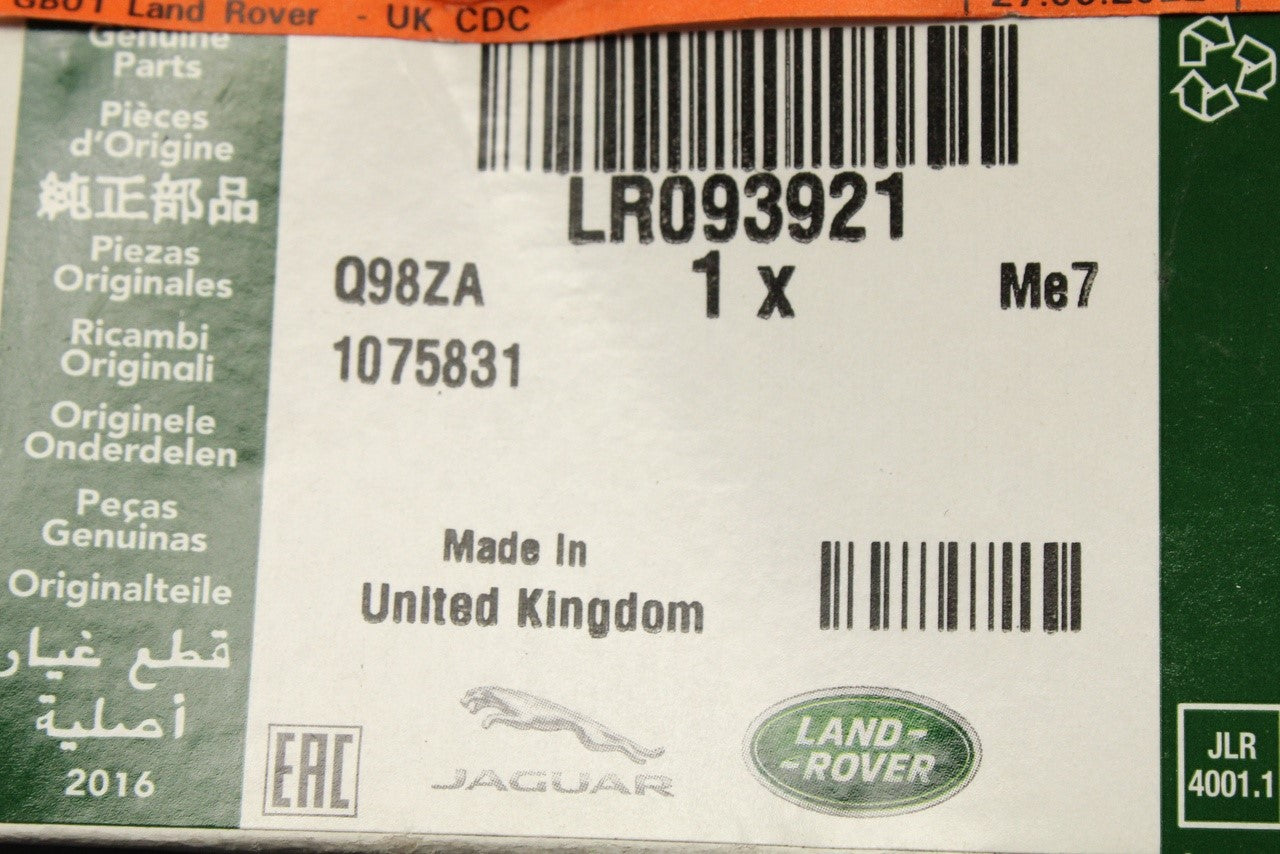 GB01 Land Rover - UK CDC
Genuine
Parts
Pièces
d'Origine
純正部品
Piezas
Originales
Ricambi
Originali
Originele
Onderdelen
Peças
Genuinas
Originalteile
قطع غيار
أصلية
2016
LR093921
Q98ZA 1 x Me7
1075831
Made In
United Kingdom
EAC
JAGUAR
LAND-
-ROVER
JLR
4001.1